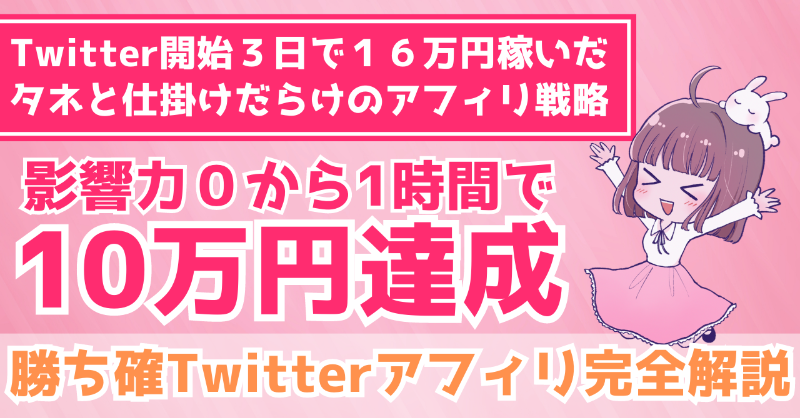 Twitter開始３日で１６万円稼いだ
タネと仕掛けだらけのアフィリ戦略
影響力０から1時間で
10万円達成
勝ち確Twitterアフィリ完全解説